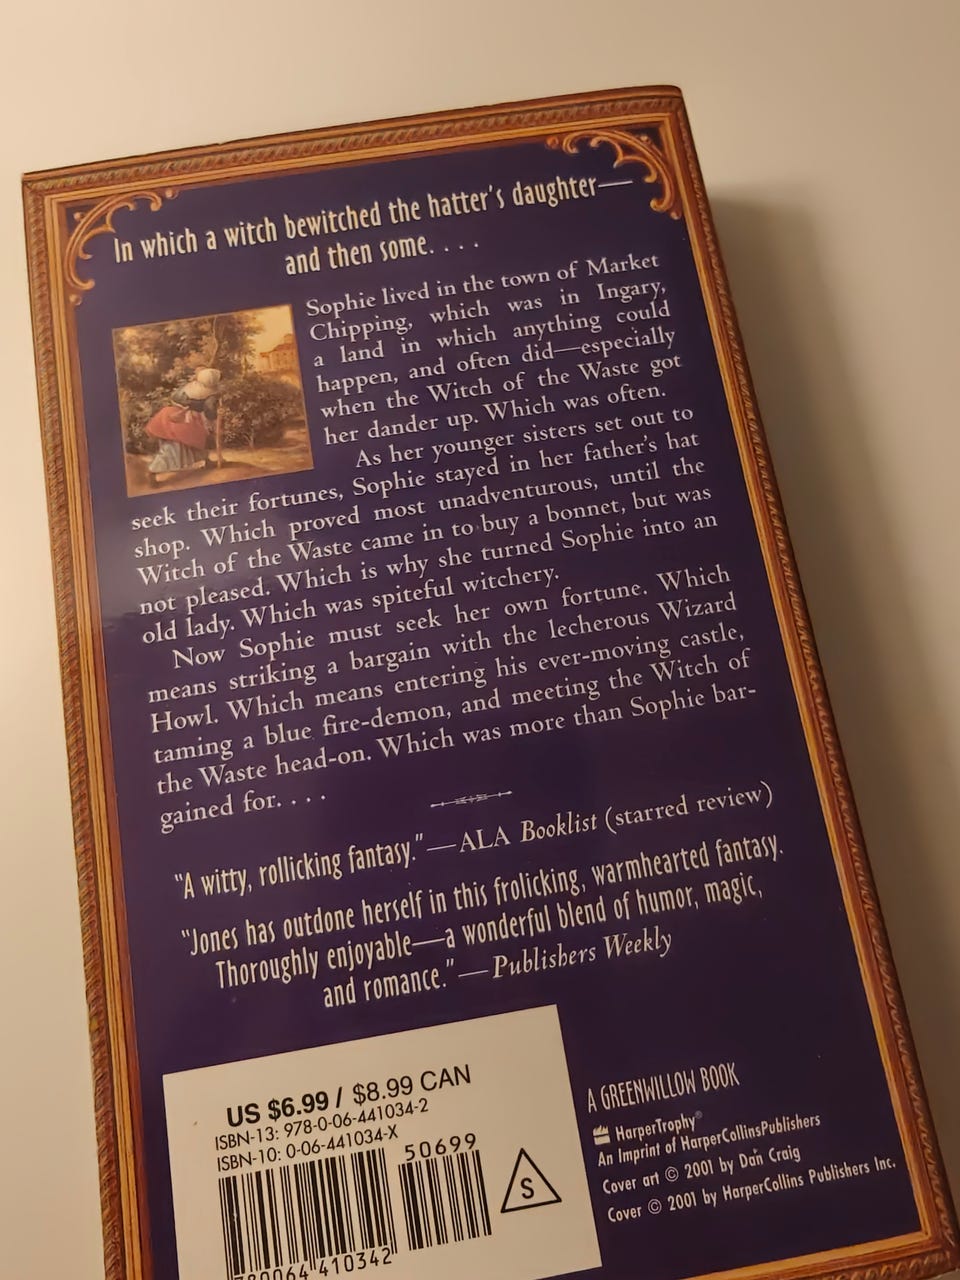 In which a witch bewitched the hatter's daughter—
and then some. . . .
Sophie lived in the town of Market
Chipping, which was in Ingary,
a land in which anything could
happen, and often did—especially
when the Witch of the Waste got
her dander up. Which was often.
As her younger sisters set out to
seek their fortunes, Sophie stayed in her father's hat
shop. Which proved most unadventurous, until the
Witch of the Waste came in to buy a bonnet, but was
not pleased. Which is why she turned Sophie into an
old lady. Which was spiteful witchery.
Now Sophie must seek her own fortune. Which
means striking a bargain with the lecherous Wizard
Howl. Which means entering his ever-moving castle,
taming a blue fire-demon, and meeting the Witch of
the Waste head-on. Which was more than Sophie bar-
gained for. . . .
"A witty, rollicking fantasy."—ALA Booklist (starred review)
"Jones has outdone herself in this frolicking, warmhearted fantasy.
Thoroughly enjoyable—a wonderful blend of humor, magic,
and romance."—Publishers Weekly
US $6.99 / $8.99 CAN
ISBN-13: 978-0-06-441034-2
ISBN-10: 0-06-441034-X
50699
S
780064 410342
A GREENWILLOW BOOK
HarperTrophy®
An Imprint of HarperCollinsPublishers
Cover art © 2001 by Dan Craig
Cover © 2001 by HarperCollins Publishers Inc.